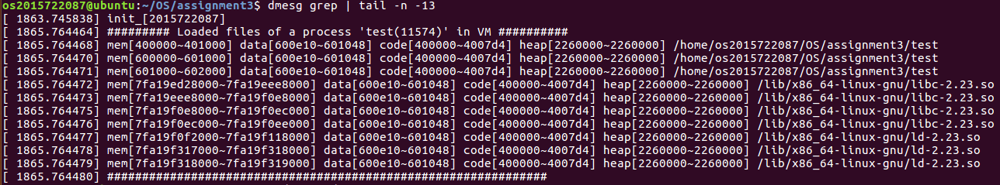 os2015722087@ubuntu:~/OS/assignment3$ dmesg grep | tail -n -13
[ 1863.745838] init_[2015722087]
[ 1865.764464] ######### Loaded files of a process 'test(11574)' in VM ##########
[ 1865.764468] mem[400000~401000] data[600e10~601048] code[400000~4007d4] heap[2260000~2260000] /home/os2015722087/OS/assignment3/test
[ 1865.764470] mem[600000~601000] data[600e10~601048] code[400000~4007d4] heap[2260000~2260000] /home/os2015722087/OS/assignment3/test
[ 1865.764471] mem[601000~602000] data[600e10~601048] code[400000~4007d4] heap[2260000~2260000] /home/os2015722087/OS/assignment3/test
[ 1865.764472] mem[7fa19ed28000~7fa19eee8000] data[600e10~601048] code[400000~4007d4] heap[2260000~2260000] /lib/x86_64-linux-gnu/libc-2.23.so
[ 1865.764473] mem[7fa19eee8000~7fa19f0e8000] data[600e10~601048] code[400000~4007d4] heap[2260000~2260000] /lib/x86_64-linux-gnu/libc-2.23.so
[ 1865.764475] mem[7fa19f0e8000~7fa19f0ec000] data[600e10~601048] code[400000~4007d4] heap[2260000~2260000] /lib/x86_64-linux-gnu/libc-2.23.so
[ 1865.764476] mem[7fa19f0ec000~7fa19f0ee000] data[600e10~601048] code[400000~4007d4] heap[2260000~2260000] /lib/x86_64-linux-gnu/libc-2.23.so
[ 1865.764477] mem[7fa19f0f2000~7fa19f118000] data[600e10~601048] code[400000~4007d4] heap[2260000~2260000] /lib/x86_64-linux-gnu/ld-2.23.so
[ 1865.764478] mem[7fa19f317000~7fa19f318000] data[600e10~601048] code[400000~4007d4] heap[2260000~2260000] /lib/x86_64-linux-gnu/ld-2.23.so
[ 1865.764479] mem[7fa19f318000~7fa19f319000] data[600e10~601048] code[400000~4007d4] heap[2260000~2260000] /lib/x86_64-linux-gnu/ld-2.23.so
[ 1865.764480] ###############################################################